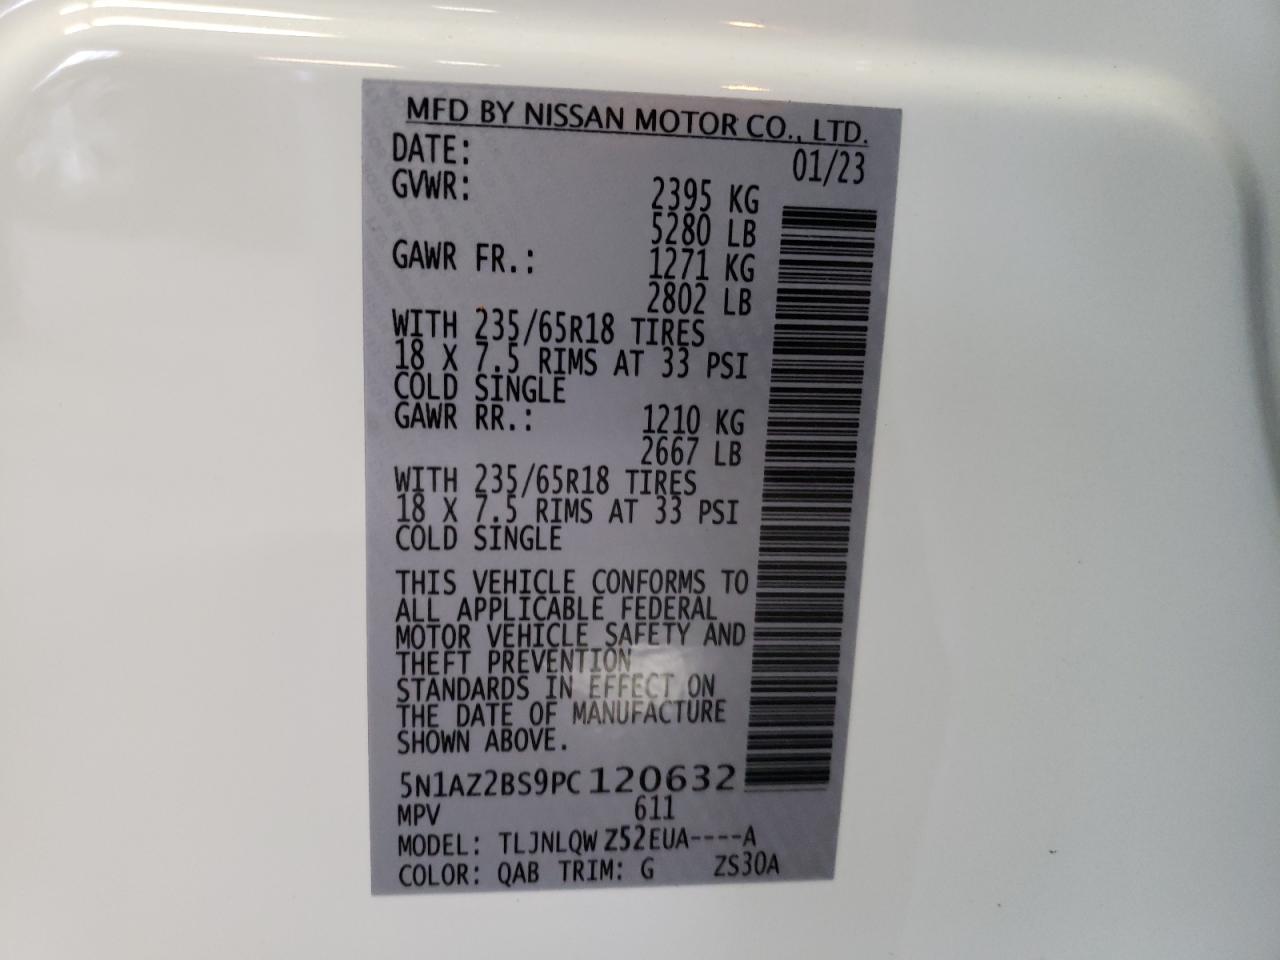 MFD BY NISSAN MOTOR CO., LTD.
DATE: 01/23
GVWR: 2395 KG
5280 LB
GAWR FR.: 1271 KG
2802 LB
WITH 235/65R18 TIRES
18 X 7.5 RIMS AT 33 PSI
COLD SINGLE
GAWR RR.: 1210 KG
2667 LB
WITH 235/65R18 TIRES
18 X 7.5 RIMS AT 33 PSI
COLD SINGLE
THIS VEHICLE CONFORMS TO
ALL APPLICABLE FEDERAL
MOTOR VEHICLE SAFETY AND
THEFT PREVENTION
STANDARDS IN EFFECT ON
THE DATE OF MANUFACTURE
SHOWN ABOVE.
5N1AZ2BS9PC120632
MPV 611
MODEL: TLJNLQW Z52EUA----A
COLOR: QAB TRIM: G ZS30A